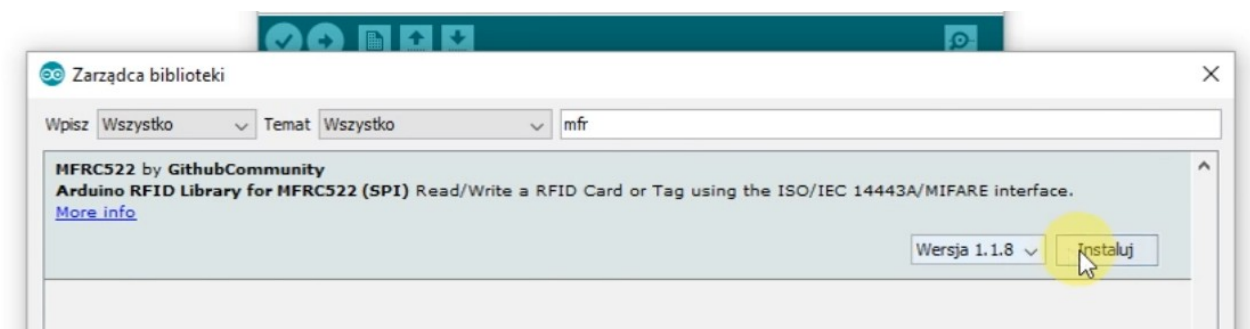 Zarządca biblioteki
Wpisz Wszystko Temat Wszystko mfr
MFRC522 by GithubCommunity
Arduino RFID Library for MFRC522 (SPI) Read/Write a RFID Card or Tag using the ISO/IEC 14443A/MIFARE interface.
More info
Wersja 1.1.8 Instaluj